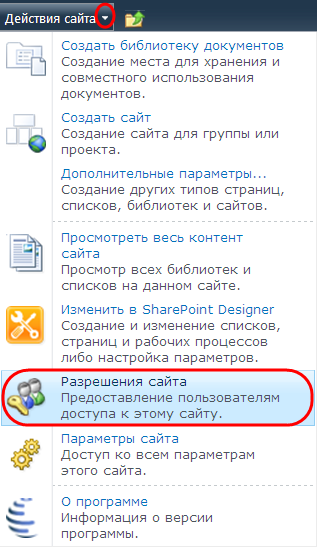 Действия сайта
Создать библиотеку документов
Создание места для хранения и
совместного использования
документов.
Создать сайт
Создание сайта для группы или
проекта.
Дополнительные параметры...
Создание других типов страниц,
списков, библиотек и сайтов.
Просмотреть весь контент
сайта
Просмотр всех библиотек и
списков на данном сайте.
Изменить в SharePoint Designer
Создание и изменение списков,
страниц и рабочих процессов
либо настройка параметров.
Разрешения сайта
Предоставление пользователям
доступа к этому сайту.
Параметры сайта
Доступ ко всем параметрам
этого сайта.
О программе
Информация о версии
программы.